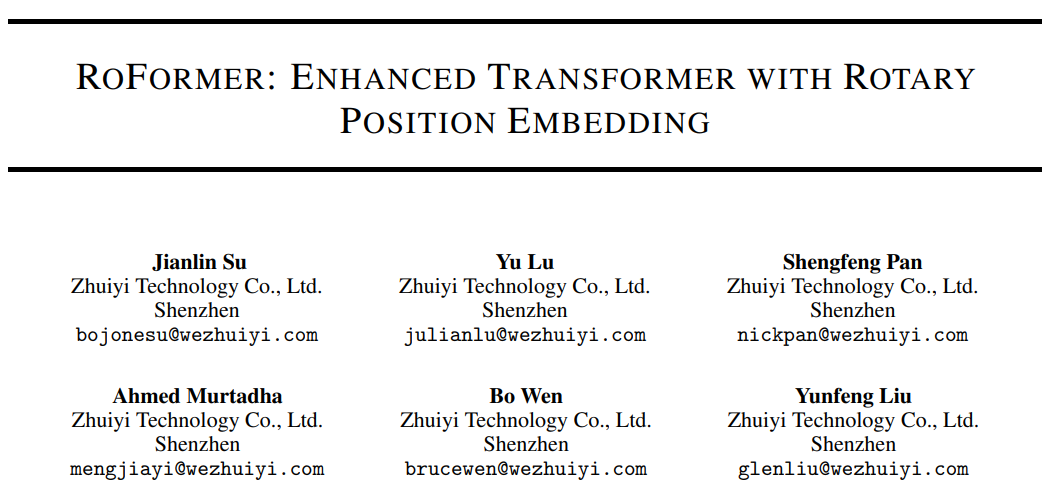 ROFORMER: ENHANCED TRANSFORMER WITH ROTARY
POSITION EMBEDDING
Jianlin Su
Zhuiyi Technology Co., Ltd.
Shenzhen
bojonesu@wezhuiyi.com
Yu Lu
Zhuiyi Technology Co., Ltd.
Shenzhen
julianlu@wezhuiyi.com
Shengfeng Pan
Zhuiyi Technology Co., Ltd.
Shenzhen
nickpan@wezhuiyi.com
Ahmed Murtadha
Zhuiyi Technology Co., Ltd.
Shenzhen
mengjiayi@wezhuiyi.com
Bo Wen
Zhuiyi Technology Co., Ltd.
Shenzhen
brucewen@wezhuiyi.com
Yunfeng Liu
Zhuiyi Technology Co., Ltd.
Shenzhen
glenliu@wezhuiyi.com